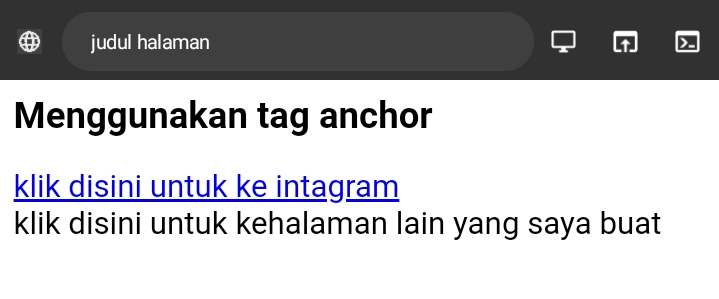 judul halaman
Menggunakan tag anchor
klik disini untuk ke intagram
klik disini untuk kehalaman lain yang saya buat